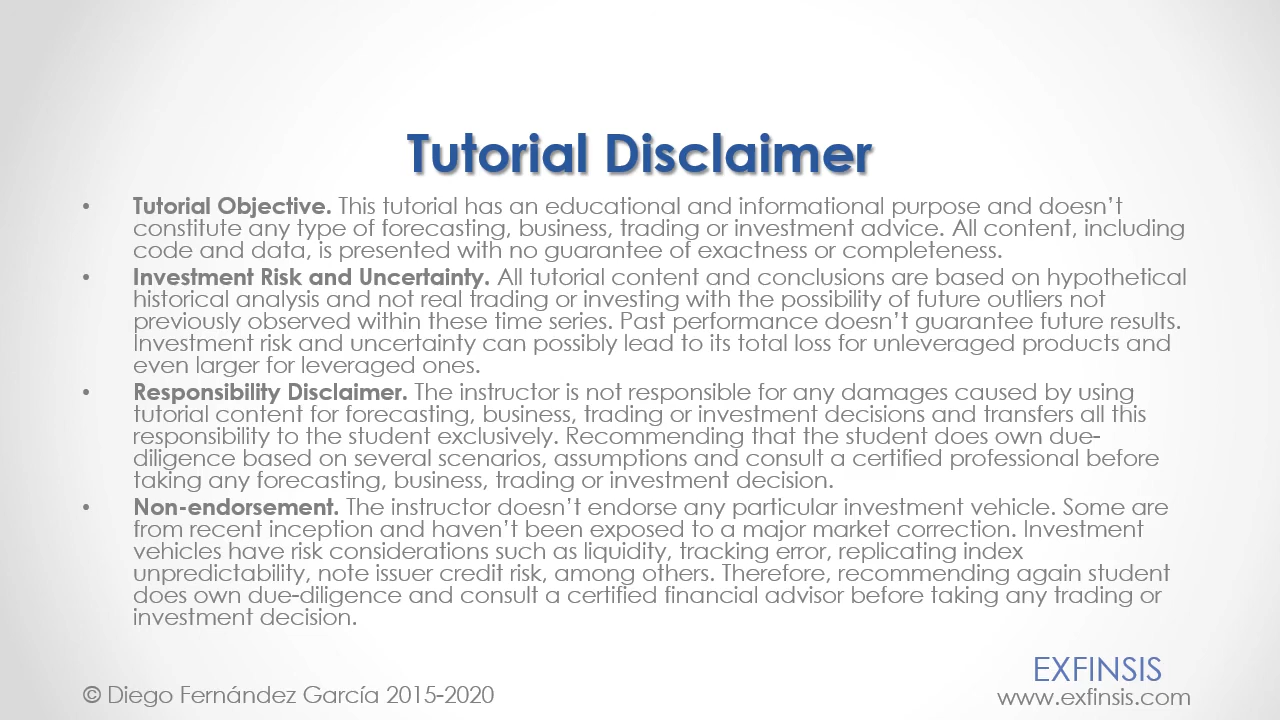 Tutorial Disclaimer
• Tutorial Objective. This tutorial has an educational and informational purpose and doesn't
constitute any type of forecasting, business, trading or investment advice. All content, including
code and data, is presented with no guarantee of exactness or completeness.
• Investment Risk and Uncertainty. All tutorial content and conclusions are based on hypothetical
historical analysis and not real trading or investing with the possibility of future outliers not
previously observed within these time series. Past performance doesn't guarantee future results.
Investment risk and uncertainty can possibly lead to its total loss for unleveraged products and
even larger for leveraged ones.
• Responsibility Disclaimer. The instructor is not responsible for any damages caused by using
tutorial content for forecasting, business, trading or investment decisions and transfers all this
responsibility to the student exclusively. Recommending that the student does own due-
diligence based on several scenarios, assumptions and consult a certified professional before
taking any forecasting, business, trading or investment decision.
• Non-endorsement. The instructor doesn't endorse any particular investment vehicle. Some are
from recent inception and haven't been exposed to a major market correction. Investment
vehicles have risk considerations such as liquidity, tracking error, replicating index
unpredictability, note issuer credit risk, among others. Therefore, recommending again student
does own due-diligence and consult a certified financial advisor before taking any trading or
investment decision.
© Diego Fernández García 2015-2020
EXFINSIS
www.exfinsis.com